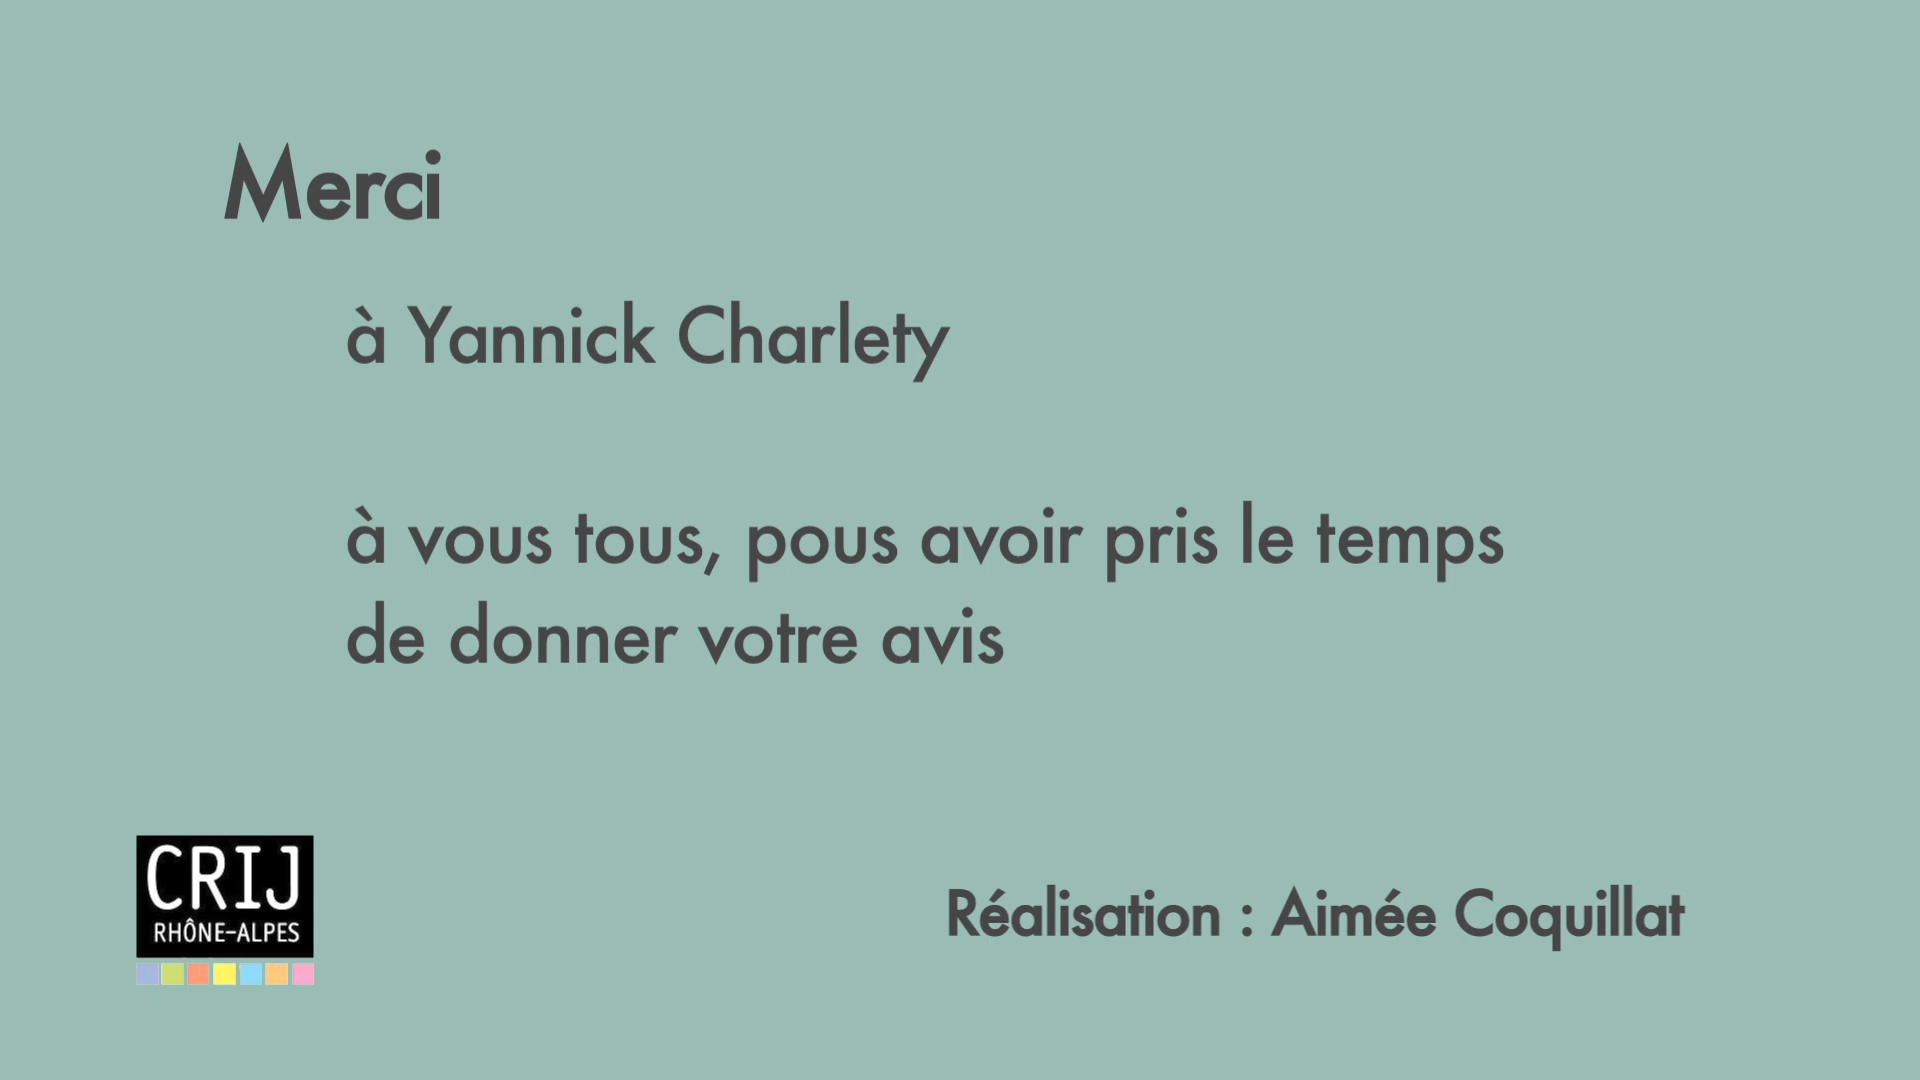 Merci
à Yannick Charlety
à vous tous, pous avoir pris le temps
de donner votre avis
CRIJ
RHÔNE-ALPES
Réalisation : Aimée Coquillat